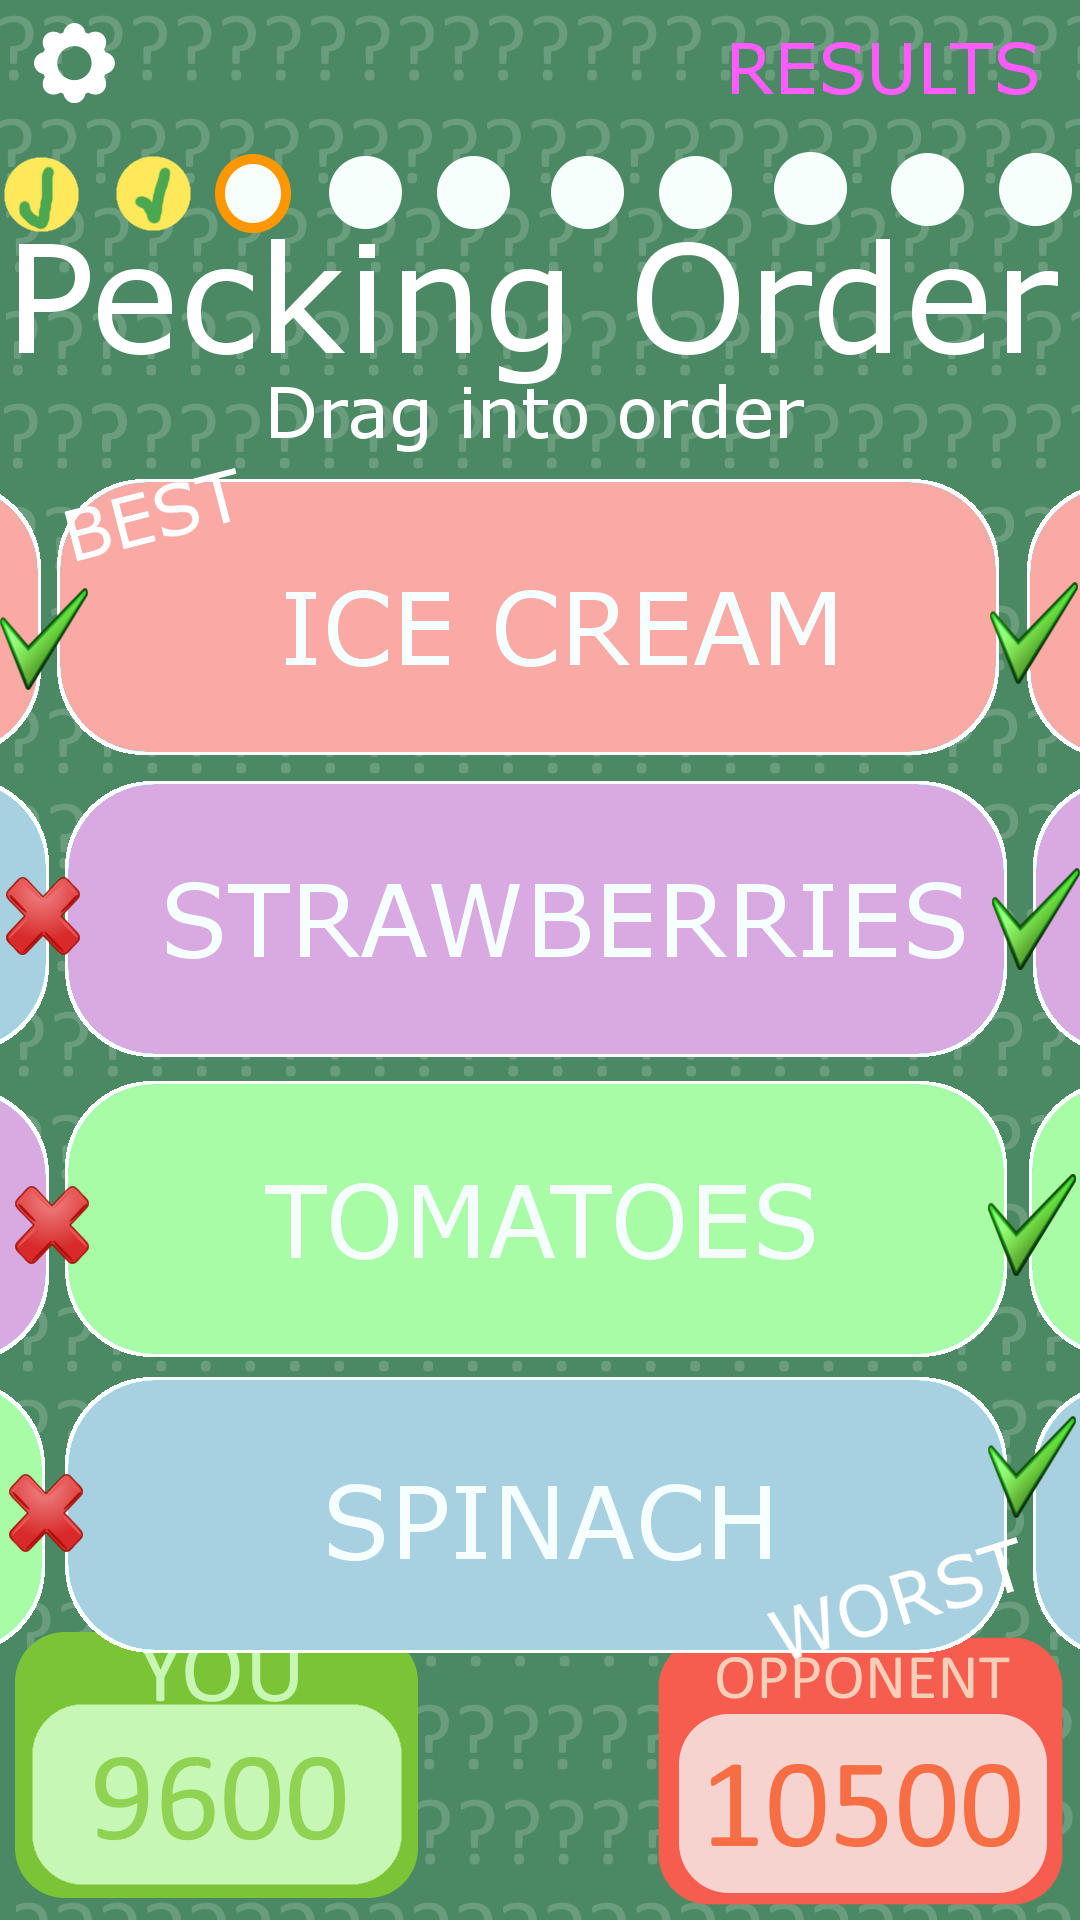 RESULTS
Pecking Order
Drag into order
BEST
ICE CREAM
STRAWBERRIES
TOMATOES
SPINACH
WORST
YOU
OPPONENT
9600
10500